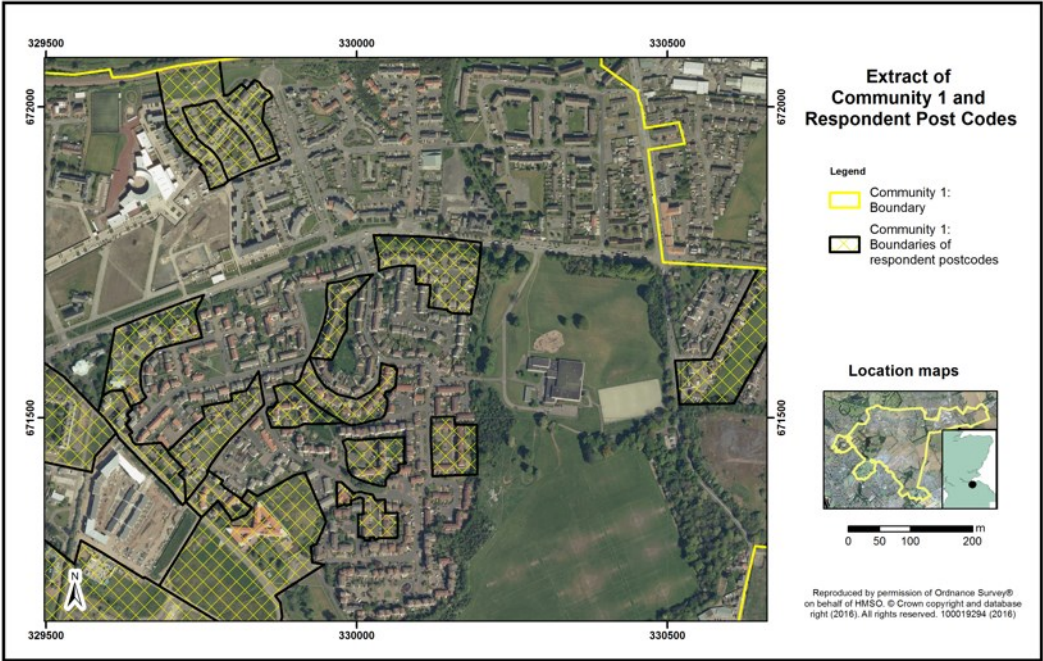 Extract of
Community 1 and
Respondent Post Codes
329500
330000
330500
672000
672000
671500
671500
329500
330000
330500
N
Legend
Community 1:
Boundary
Community 1:
Boundaries of
respondent postcodes
Location maps
m
0 50 100 200
Reproduced by permission of Ordnance Survey®
on behalf of HMSO. © Crown copyright and database
right (2016). All rights reserved. 100019294 (2016)